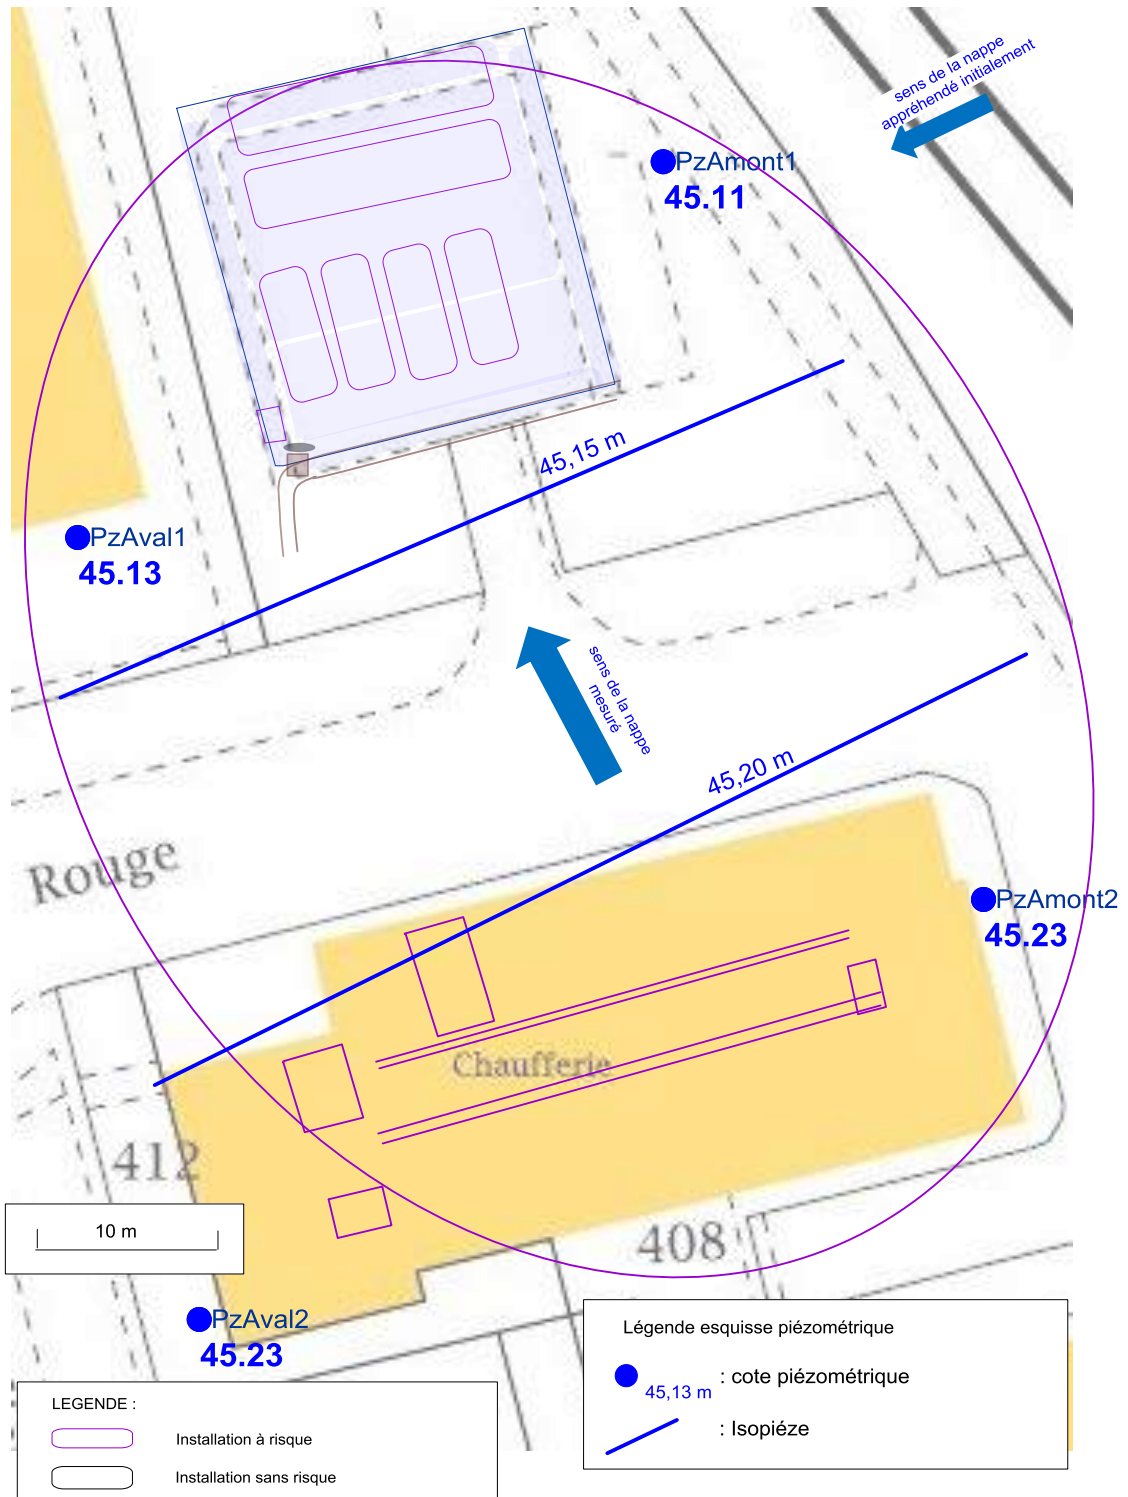 sens de la nappe
appréhendé initialement
PzAmont1
45.11
45,15 m
PzAval1
45.13
sens de la nappe
mesuré
45,20 m
Rouge
PzAmont2
45.23
Chaufferie
412
10 m
408
PzAval2
45.23
Légende esquisse piézométrique
45,13 m
: cote piézométrique
: Isopiéze
LEGENDE :
Installation à risque
Installation sans risque